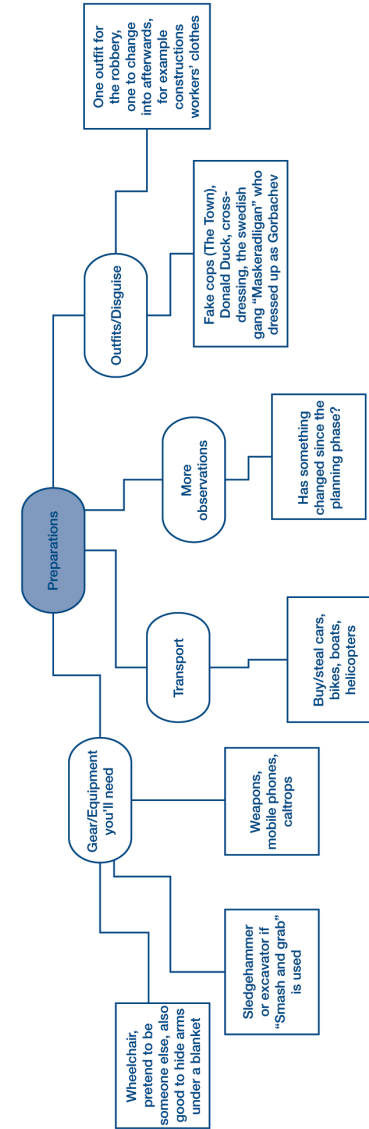 Preparations
Gear/Equipment
you'll need
Transport
More
observations
Outfits/Disguise
Wheelchair,
pretend to be
someone else, also
good to hide arms
under a blanket
Sledgehammer
or excavator if
“Smash and grab”
is used
Weapons,
mobile phones,
caltrops
Buy/steal cars,
bikes, boats,
helicopters
Has something
changed since the
planning phase?
Fake cops (The Town),
Donald Duck, cross-
dressing, the swedish
gang “Maskeradligan” who
dressed up as Gorbachev
One outfit for
the robbery,
one to change
into afterwards,
for example
constructions
workers’ clothes